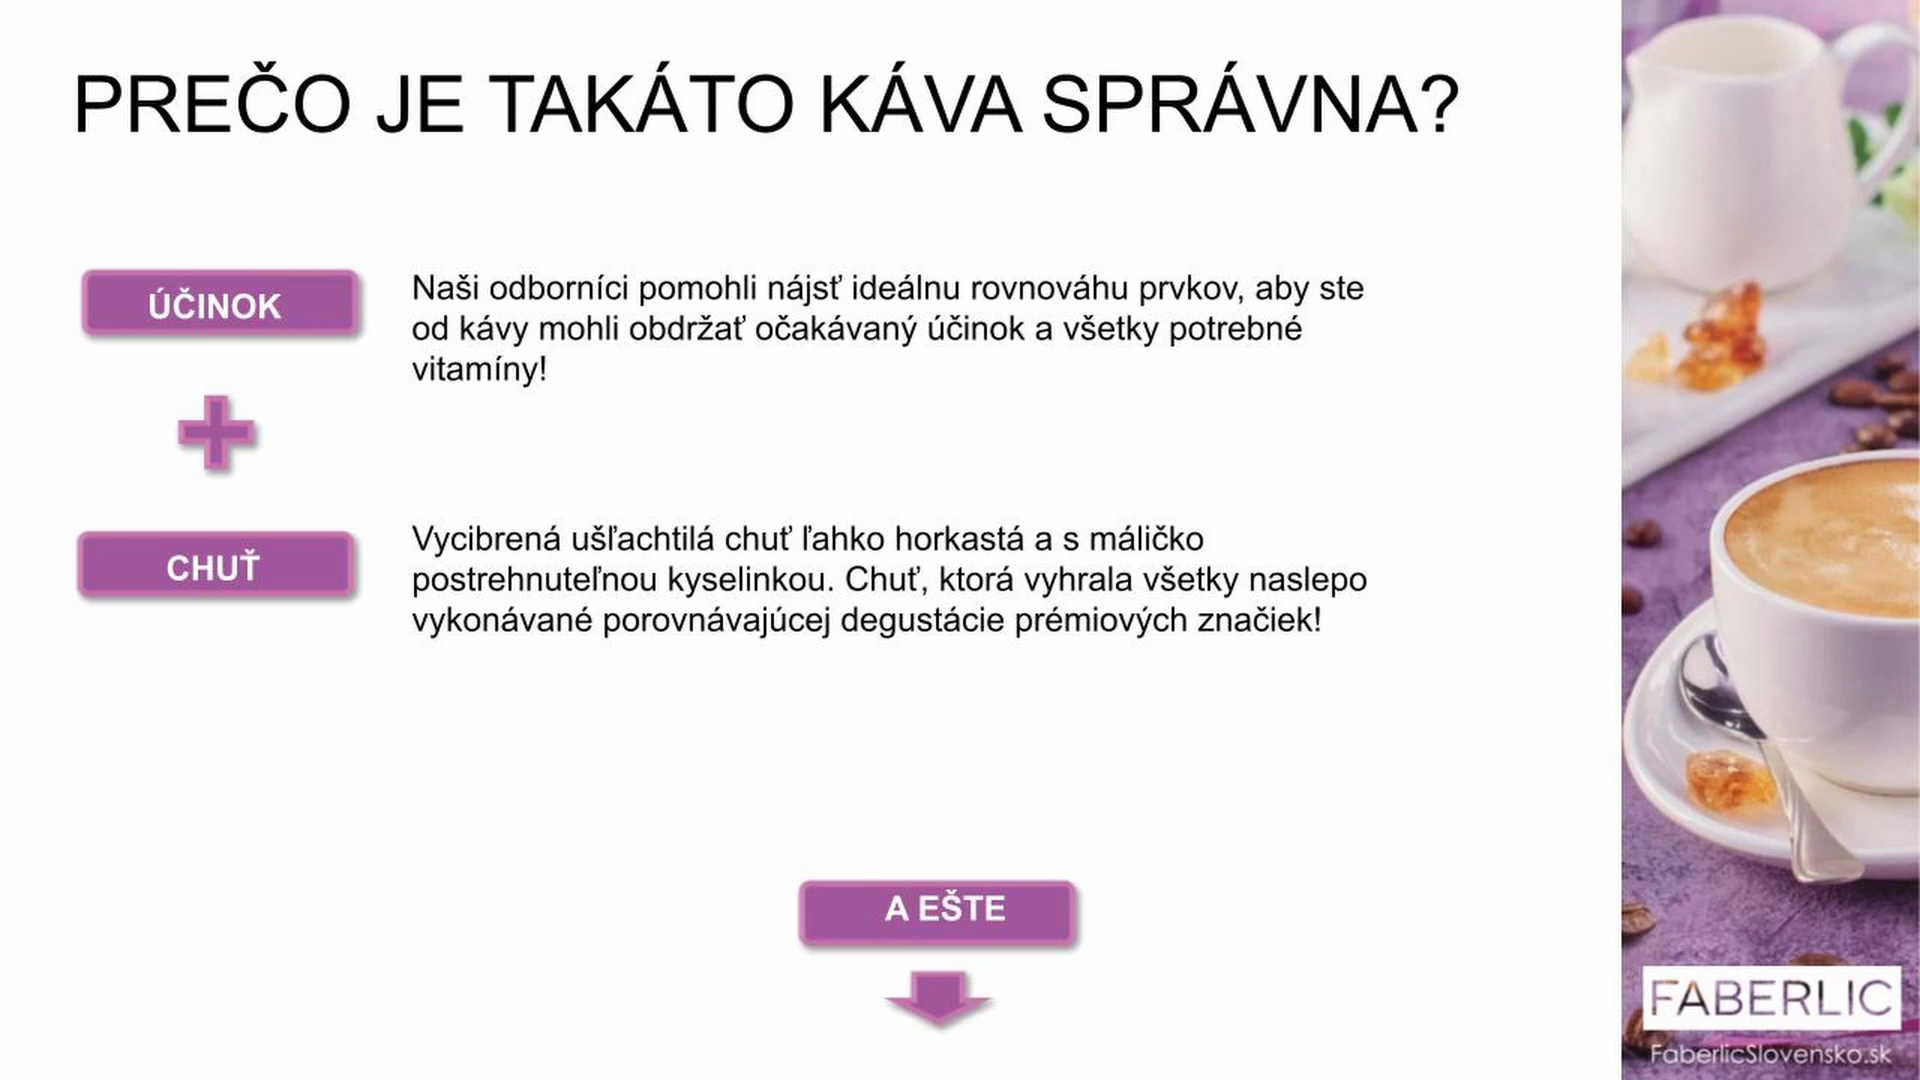 PREČO JE TAKÁTO KÁVA SPRÁVNA?
ÚČINOK
Naši odborníci pomohli nájsť ideálnu rovnováhu prvkov, aby ste
od kávy mohli obdržať očakávaný účinok a všetky potrebné
vitamíny!
CHUŤ
Vycibrená ušľachtilá chuť ľahko horkastá a s máličko
postrehnuteľnou kyselinkou. Chuť, ktorá vyhrala všetky naslepo
vykonávané porovnávajúcej degustácie prémiových značiek!
A EŠTE
FABERLIC
FaberlicSlovensko.sk